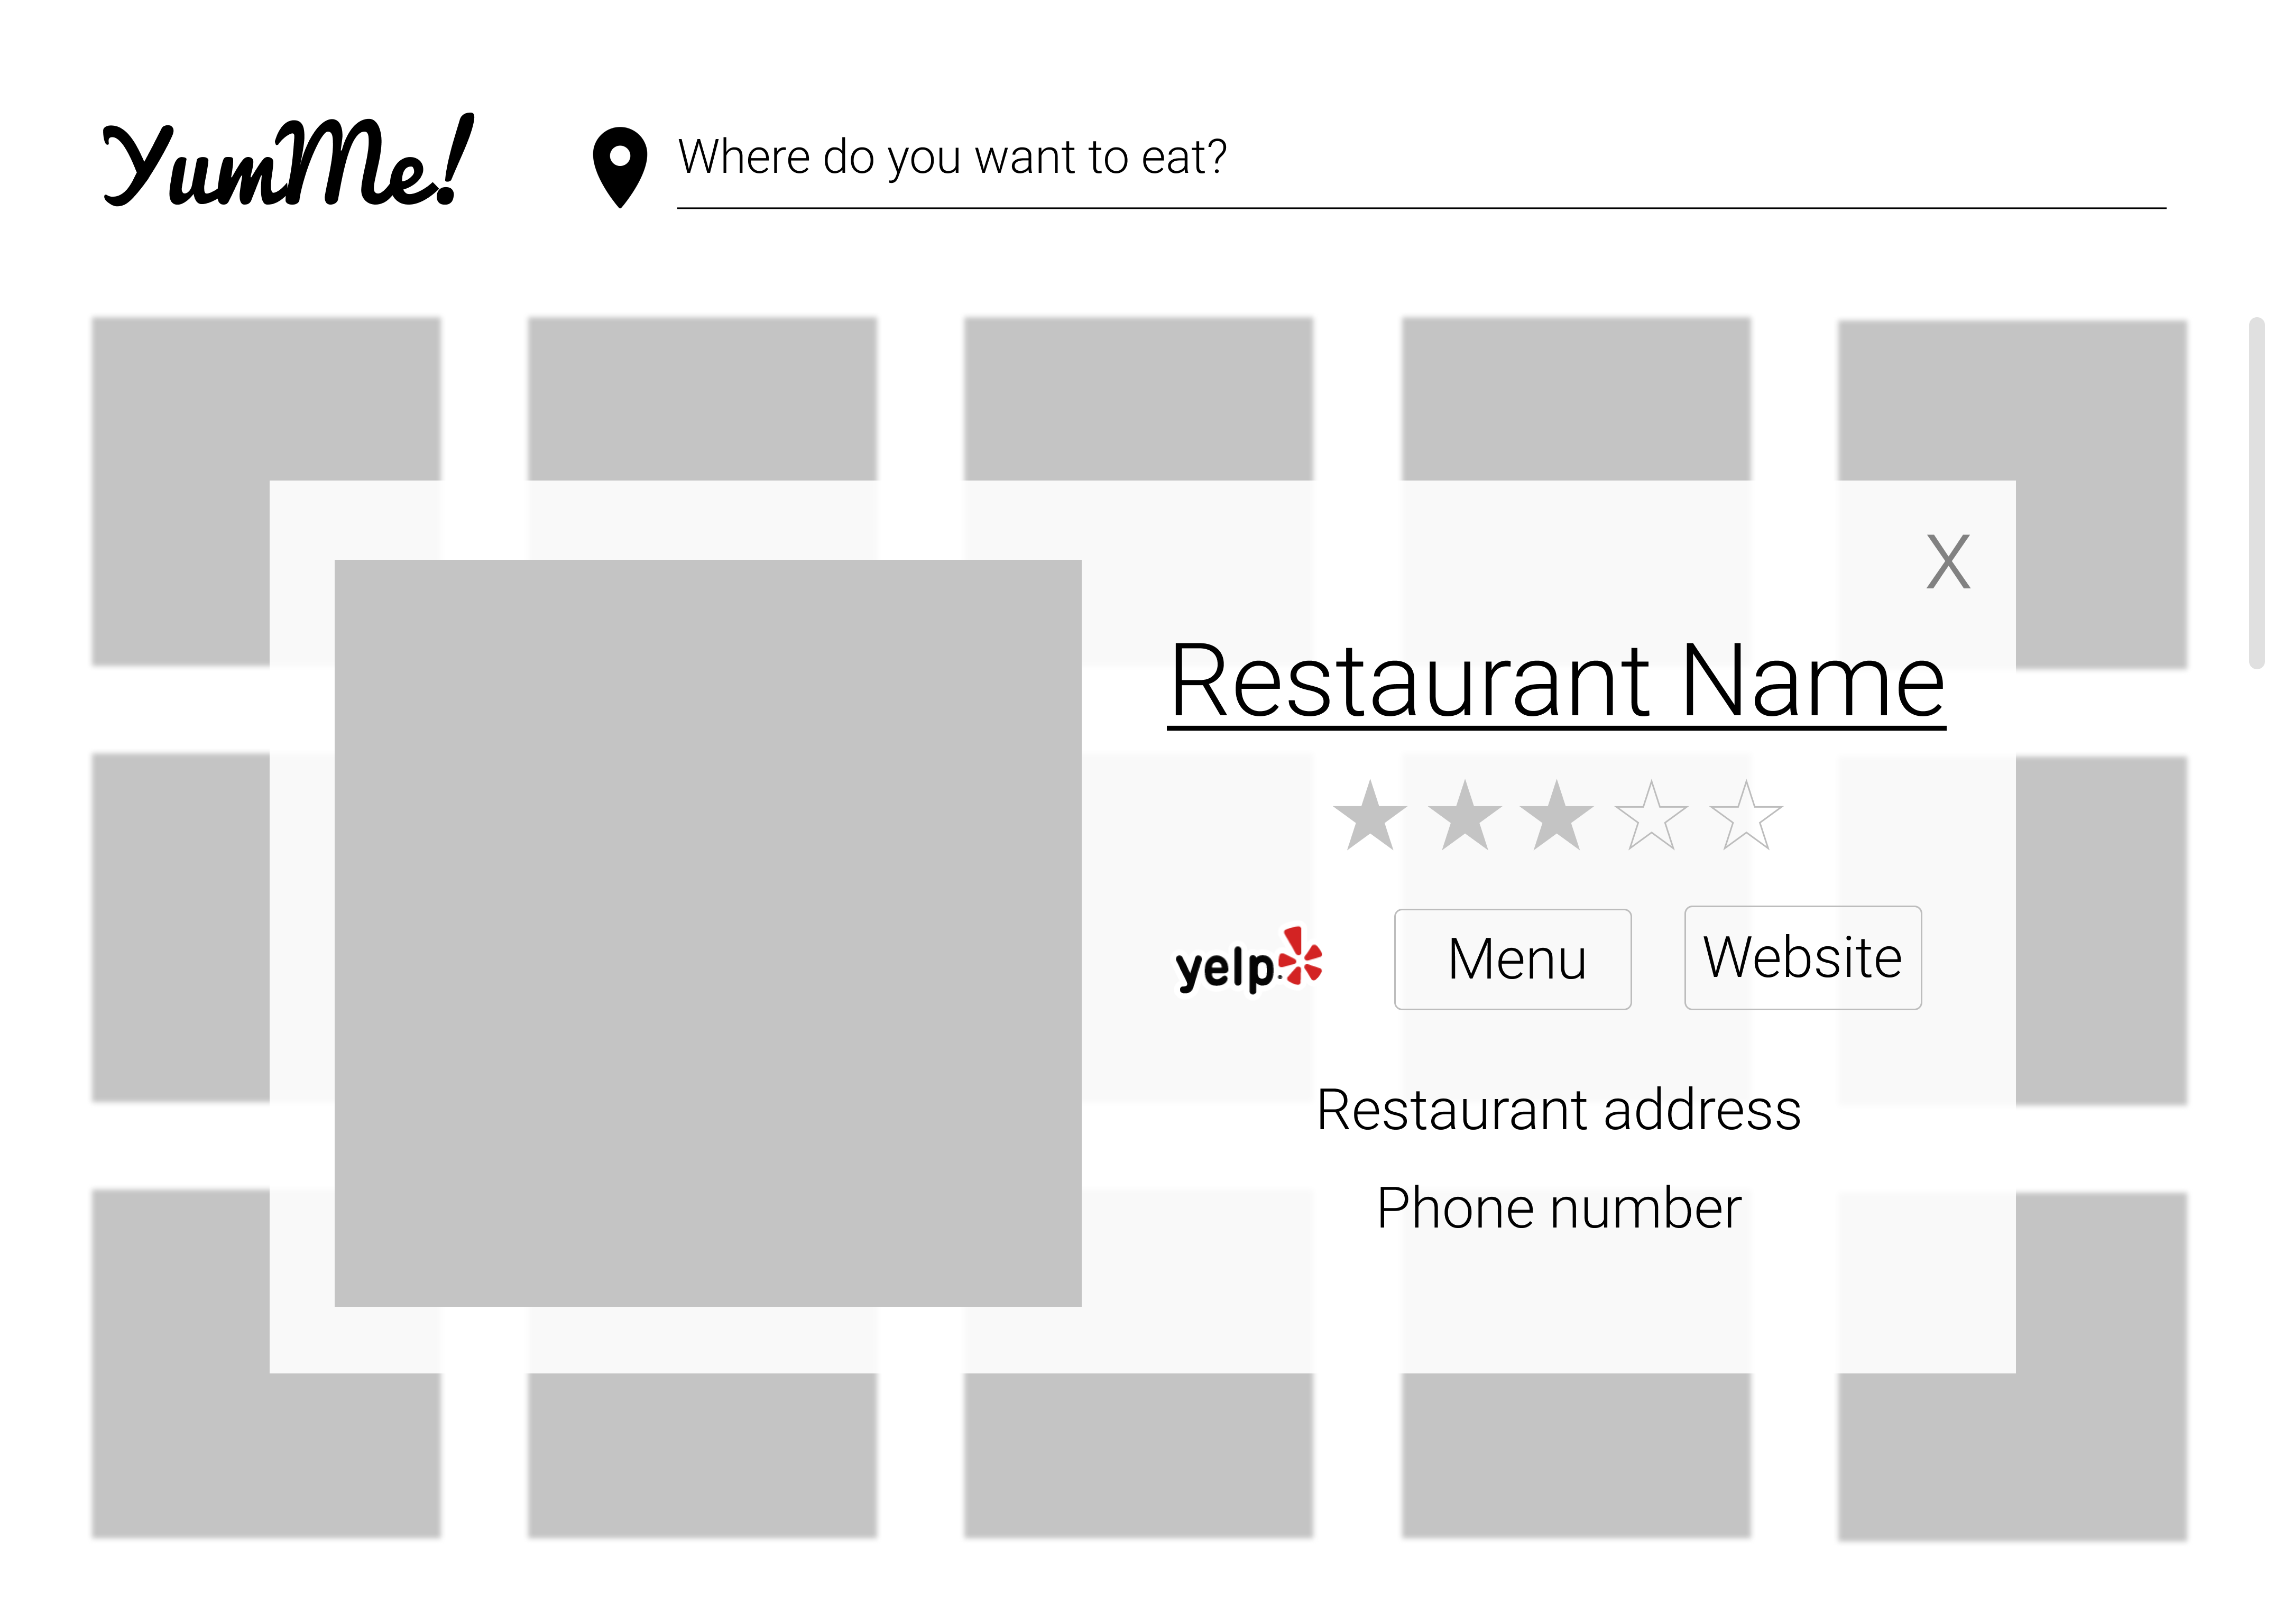 YumMe!
Where do you want to eat?
X
Restaurant Name
yelp
Menu
Website
Restaurant address
Phone number